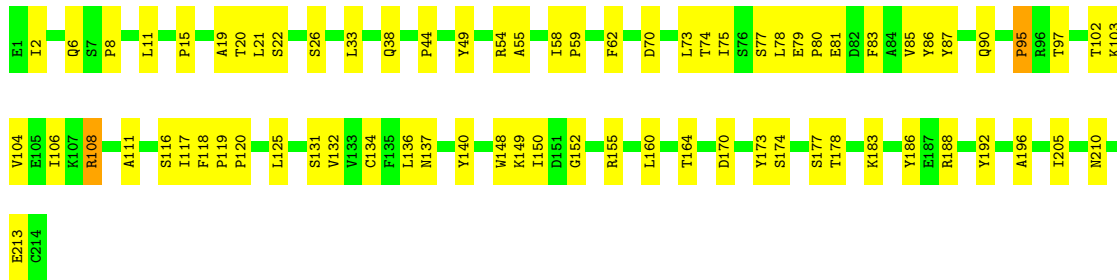 E1 I2 Q6 S7 P8 L11 P15 A19 T20 L21 S22 S26 L33 Q38 P44 Y49 R54 A55 I58 P59 F62 D70 L73 T74 I75 S76 S77 L78 E79 P80 E81 D82 F83 A84 V85 Y86 Y87 Q90 P95 R96 T97 T102 K103
V104 E105 I106 K107 R108 A111 S116 I117 F118 P119 P120 L125 S131 V132 V133 C134 F135 L136 N137 Y140 W148 K149 I150 D151 G152 R155 L160 T164 D170 Y173 S174 S177 T178 K183 Y186 E187 R188 Y192 A196 I205 N210
E213 C214